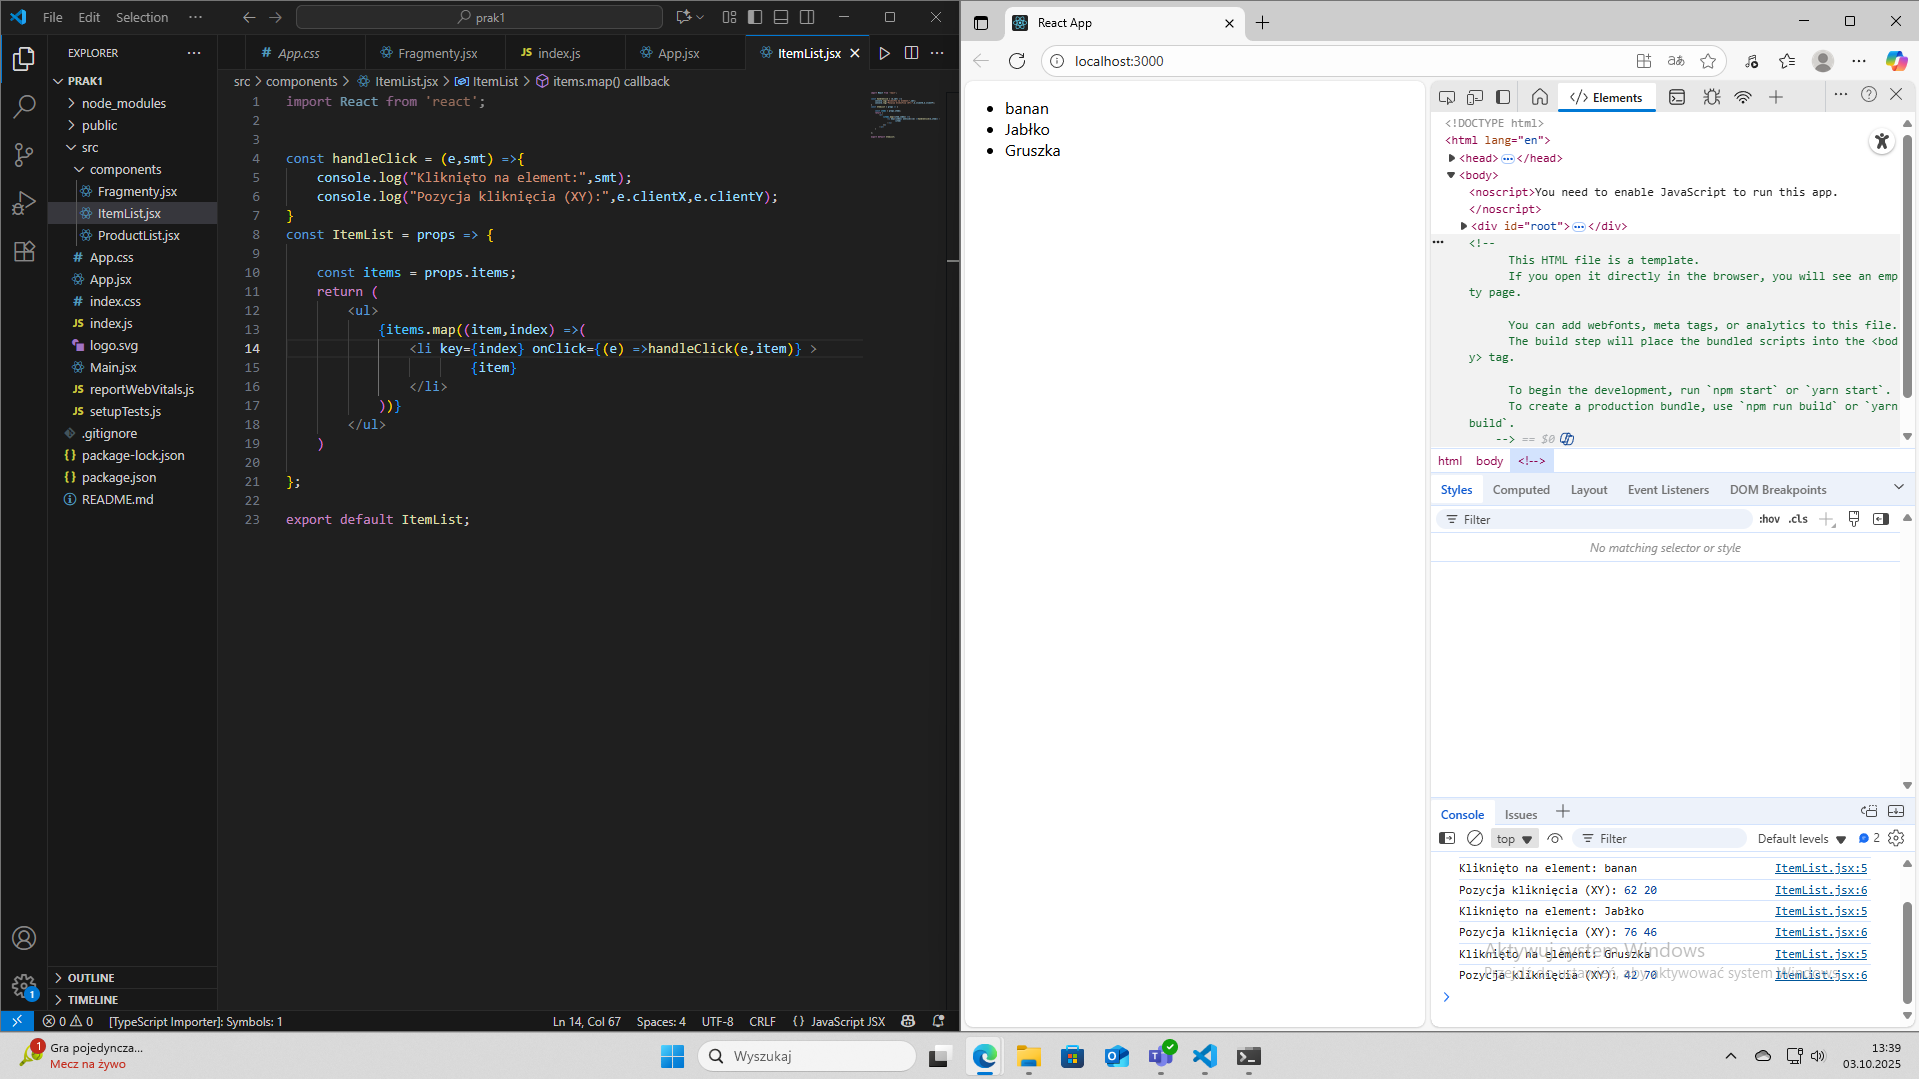 File Edit Selection ···
prak1
EXPLORER
PRAK1
node_modules
public
src
components
Fragmenty.jsx
ItemList.jsx
ProductList.jsx
App.css
App.jsx
index.css
index.js
logo.svg
Main.jsx
reportWebVitals.js
setupTests.js
.gitignore
package-lock.json
package.json
README.md
OUTLINE
TIMELINE
App.css Fragmenty.jsx index.js App.jsx ItemList.jsx
src > components > ItemList.jsx > ItemList > items.map() callback
1 import React from 'react';
2
3
4 const handleClick = (e,smt) =>{
5 console.log("Kliknięto na element:",smt);
6 console.log("Pozycja kliknięcia (XY):",e.clientX,e.clientY);
7 }
8 const ItemList = props => {
9
10 const items = props.items;
11 return (
12 <ul>
13 {items.map((item,index) =>(
14 <li key={index} onClick={(e) =>handleClick(e,item)} >
15 {item}
16 </li>
17 ))}
18 </ul>
19 )
20
21 };
22
23 export default ItemList;
1
0 0 [TypeScript Importer]: Symbols: 1
Ln 14, Col 67 Spaces: 4 UTF-8 CRLF {} JavaScript JSX
React App
localhost:3000
banan
Jabłko
Gruszka
Elements
<!DOCTYPE html>
<html lang="en">
<head>···</head>
<body>
<noscript>You need to enable JavaScript to run this app.
</noscript>
<div id="root">···</div>
<!--
This HTML file is a template.
If you open it directly in the browser, you will see an emp
ty page.
You can add webfonts, meta tags, or analytics to this file.
The build step will place the bundled scripts into the <bod
y> tag.
To begin the development, run `npm start` or `yarn start`.
To create a production bundle, use `npm run build` or `yarn
build`.
--> == $0
html body <!-->
Styles Computed Layout Event Listeners DOM Breakpoints
Filter :hov .cls
No matching selector or style
Console Issues
top Filter Default levels 2
Kliknięto na element: banan ItemList.jsx:5
Pozycja kliknięcia (XY): 62 20 ItemList.jsx:6
Kliknięto na element: Jabłko ItemList.jsx:5
Pozycja kliknięcia (XY): 76 46 ItemList.jsx:6
Aktywuj system Windows
Kliknięto na element: Gruszka ItemList.jsx:5
Przejdź do ustawień, aby aktywować system Windows.
Pozycja kliknięcia (XY): 42 70 ItemList.jsx:6
1
Gra pojedyncza...
Mecz na żywo
Wyszukaj
13:39
03.10.2025